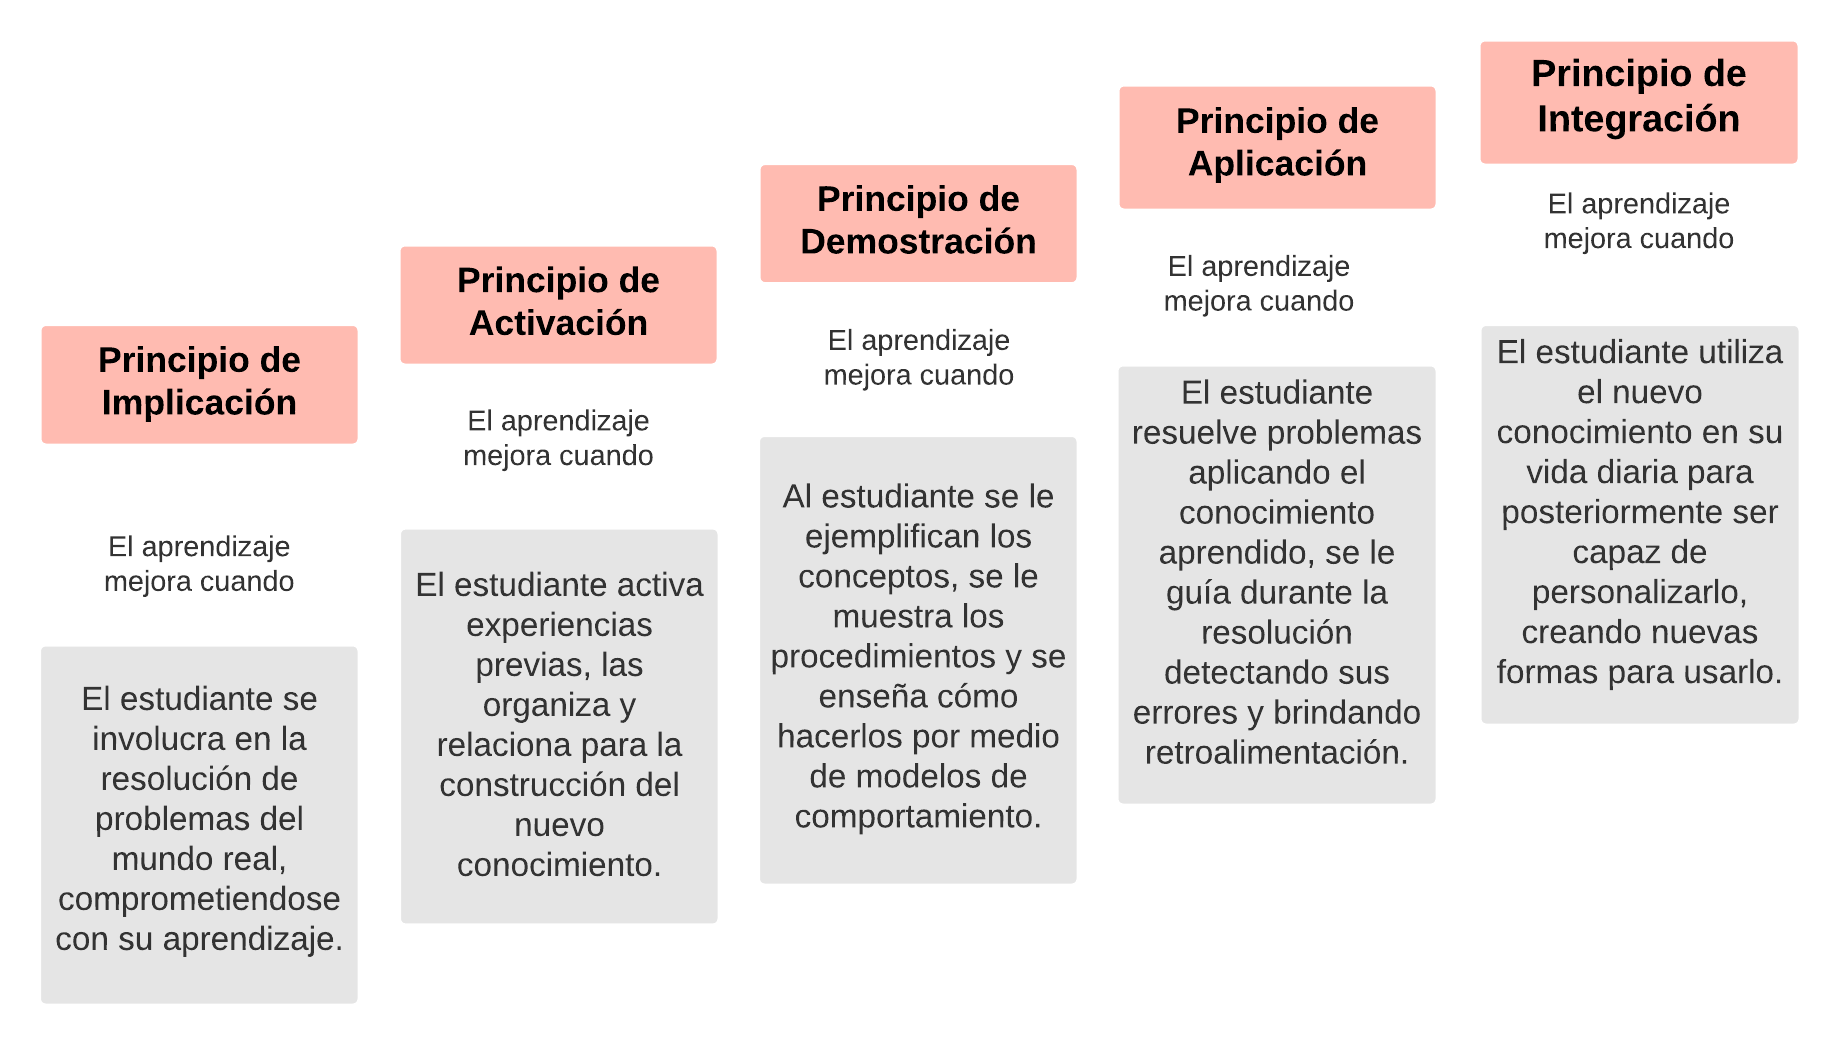 Principio de
Implicación
El aprendizaje
mejora cuando
El estudiante se
involucra en la
resolución de
problemas del
mundo real,
comprometiendose
con su aprendizaje.
Principio de
Activación
El aprendizaje
mejora cuando
El estudiante activa
experiencias
previas, las
organiza y
relaciona para la
construcción del
nuevo
conocimiento.
Principio de
Demostración
El aprendizaje
mejora cuando
Al estudiante se le
ejemplifican los
conceptos, se le
muestra los
procedimientos y se
enseña cómo
hacerlos por medio
de modelos de
comportamiento.
Principio de
Aplicación
El aprendizaje
mejora cuando
El estudiante
resuelve problemas
aplicando el
conocimiento
aprendido, se le
guía durante la
resolución
detectando sus
errores y brindando
retroalimentación.
Principio de
Integración
El aprendizaje
mejora cuando
El estudiante utiliza
el nuevo
conocimiento en su
vida diaria para
posteriormente ser
capaz de
personalizarlo,
creando nuevas
formas para usarlo.